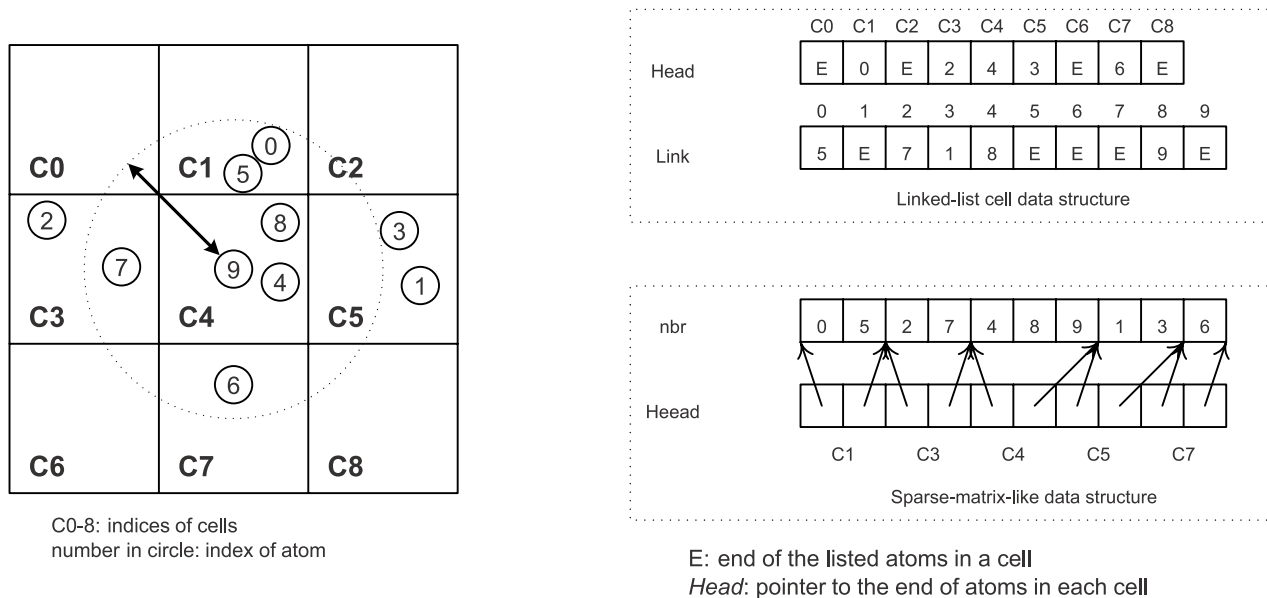 C0 C1 C2
0
5
2
8
3
7
9
4
1
C3 C4 C5
6
C6 C7 C8
C0-8: indices of cells
number in circle: index of atom
C0 C1 C2 C3 C4 C5 C6 C7 C8
Head E 0 E 2 4 3 E 6 E
0 1 2 3 4 5 6 7 8 9
Link 5 E 7 1 8 E E E 9 E
Linked-list cell data structure
nbr 0 5 2 7 4 8 9 1 3 6
Heead
C1 C3 C4 C5 C7
Sparse-matrix-like data structure
E: end of the listed atoms in a cell
Head: pointer to the end of atoms in each cell